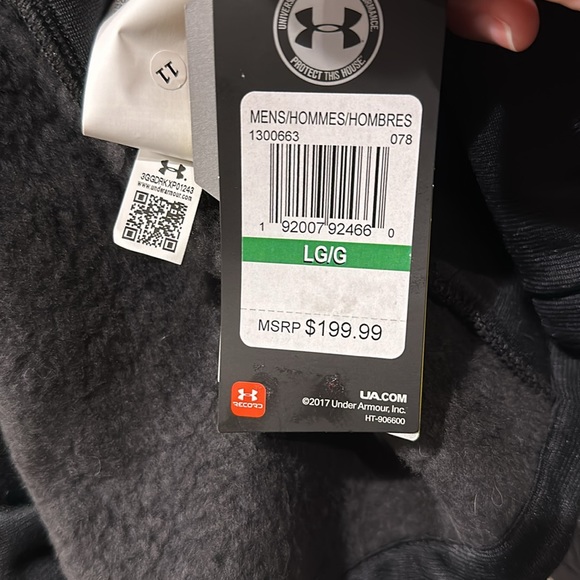 UNIVERSAL
PROTECT THIS HOUSE.
11
MENS/HOMMES/HOMBRES
1300663 078
1 92007 92466 0
LG/G
MSRP $199.99
3GGDRKXP01243
www.underarmour.com
RECORD
UA.COM
©2017 Under Armour, Inc.
HT-906600